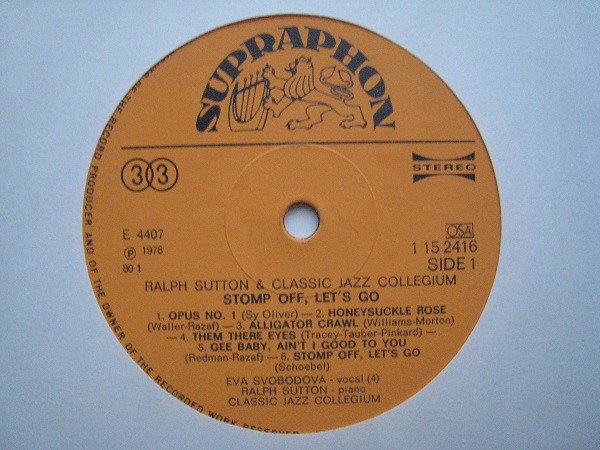 SUPRAPHON
33
STEREO
E 4407
℗ 1978
80 1
OSA
1 15 2416
SIDE 1
RALPH SUTTON & CLASSIC JAZZ COLLEGIUM
STOMP OFF, LET'S GO
1. OPUS NO. 1 (Sy Oliver) – 2. HONEYSUCKLE ROSE
(Waller-Razaf) – 3. ALLIGATOR CRAWL (Williams-Morton)
– 4. THEM THERE EYES (Tracey-Tauber-Pinkard) –
5. GEE BABY, AIN'T I GOOD TO YOU
(Redman-Razaf) – 6. STOMP OFF, LET'S GO
(Schoebel)
EVA SVOBODOVÁ - vocal (4)
RALPH SUTTON - piano
CLASSIC JAZZ COLLEGIUM
OF THE RECORD PRODUCER AND OF THE OWNER OF THE RECORDED WORK RESERVED